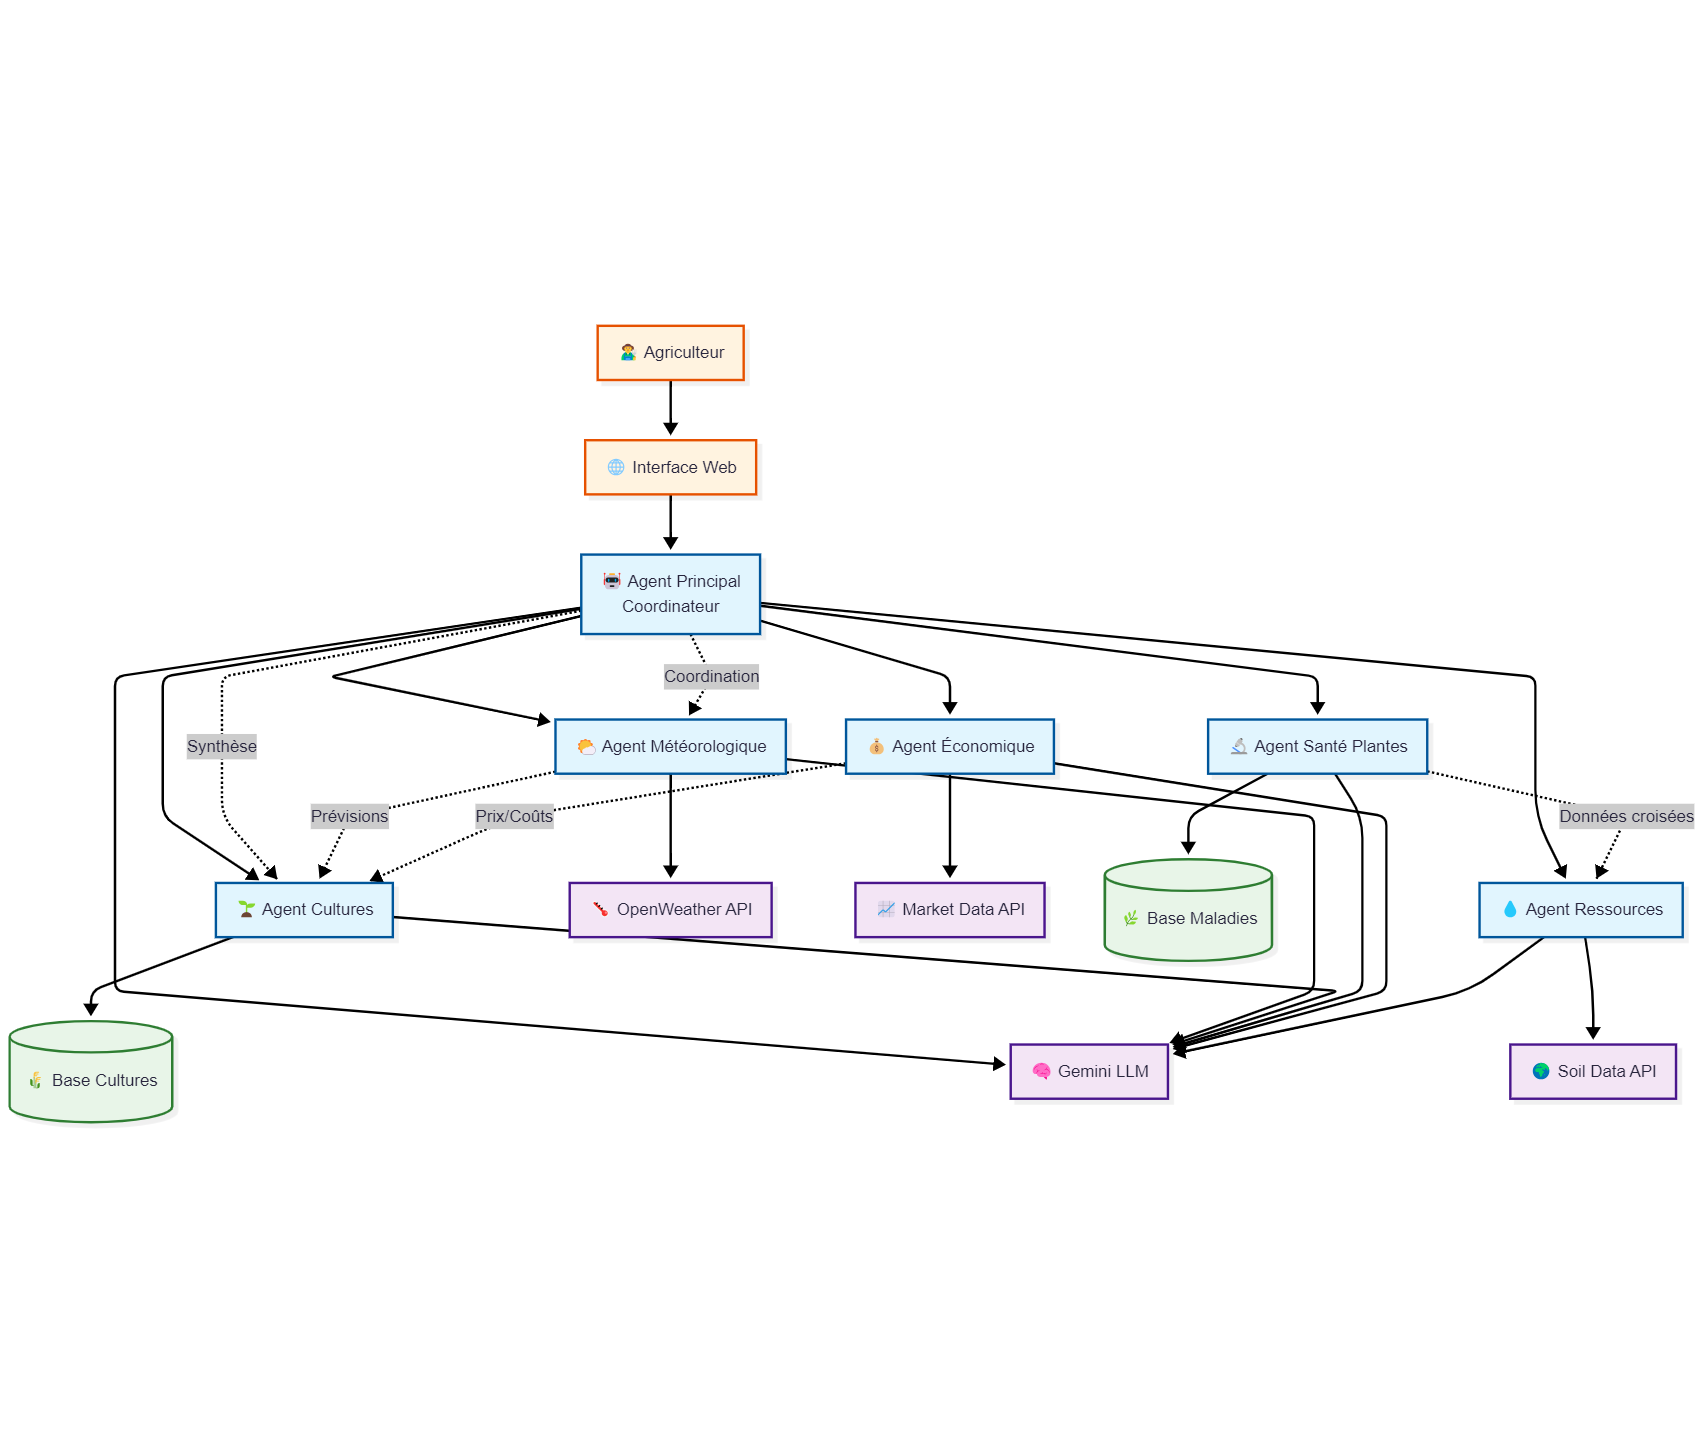 Agriculteur
Interface Web
Agent Principal
Coordinateur
Coordination
Synthèse
Agent Météorologique
Agent Économique
Agent Santé Plantes
Prévisions
Prix/Coûts
Données croisées
Agent Cultures
OpenWeather API
Market Data API
Base Maladies
Agent Ressources
Base Cultures
Gemini LLM
Soil Data API